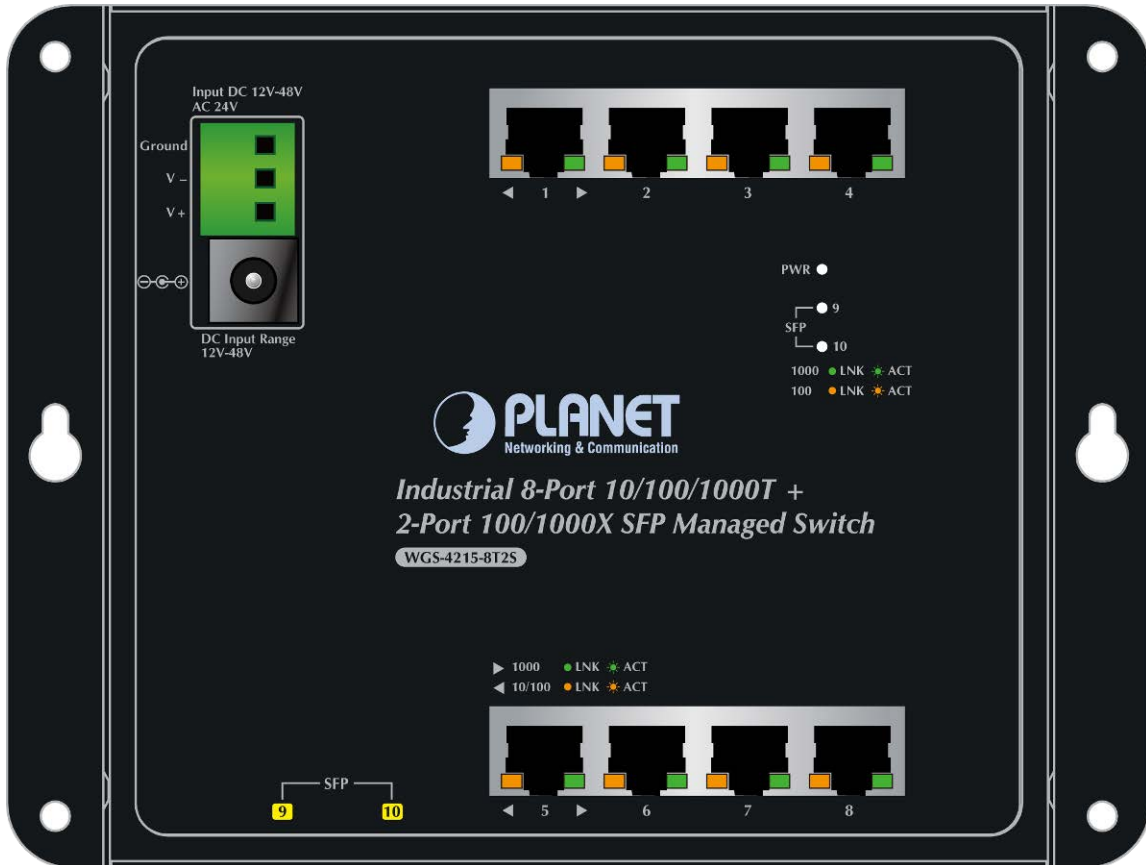 Input DC 12V-48V
AC 24V
Ground
V –
V +
DC Input Range
12V-48V
1 2 3 4
PWR
9
SFP
10
1000 LNK ACT
100 LNK ACT
PLANET
Networking & Communication
Industrial 8-Port 10/100/1000T +
2-Port 100/1000X SFP Managed Switch
WGS-4215-8T2S
1000 LNK ACT
10/100 LNK ACT
SFP
9 10
5 6 7 8